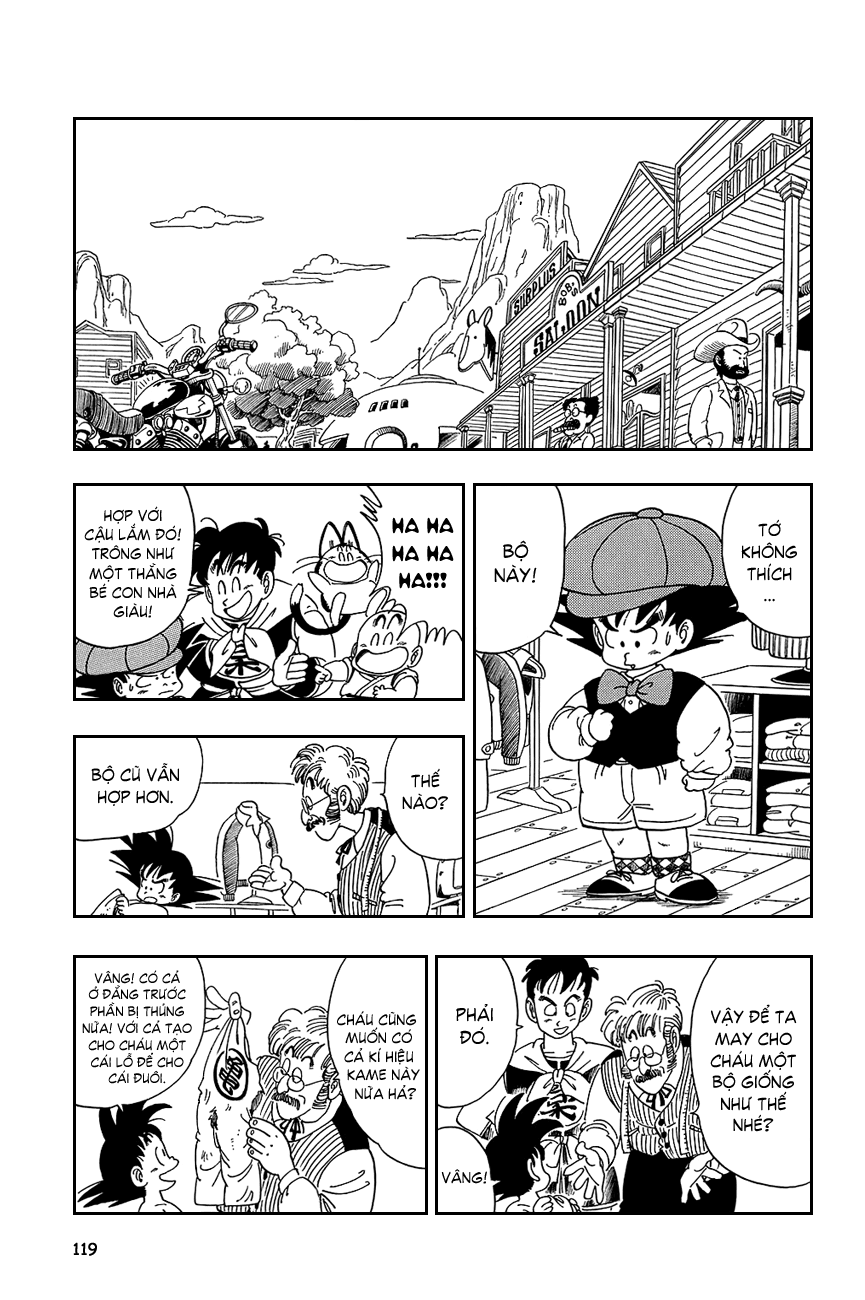 SURPLUS
BOB'S
SALOON
TỚ
KHÔNG
THÍCH
...
BỘ
NÀY!
HA HA
HA HA
HA!!!
HỢP VỚI
CẬU LẮM ĐÓ!
TRÔNG NHƯ
MỘT THẰNG
BÉ CON NHÀ
GIÀU!
THẾ
NÀO?
BỘ CŨ VẪN
HỢP HƠN.
VẬY ĐỂ TA
MAY CHO
CHÁU MỘT
BỘ GIỐNG
NHƯ THẾ
NHÉ?
PHẢI
ĐÓ.
VÂNG!
CHÁU CŨNG
MUỐN CÓ
CẢ KÍ HIỆU
KAME NÀY
NỮA HẢ?
VÂNG! CÓ CẢ
Ở ĐẰNG TRƯỚC
PHẦN BỊ THỦNG
NỮA! VỚI CẢ TẠO
CHO CHÁU MỘT
CÁI LỖ ĐỂ CHO
CÁI ĐUÔI.
119